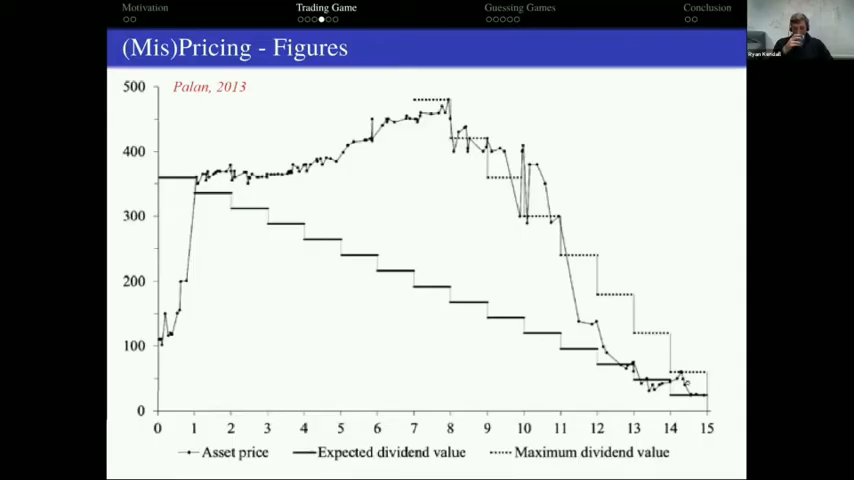 Motivation
Trading Game
Guessing Games
Conclusion
(Mis)Pricing - Figures
Ryan Kendall
Palan, 2013
500
400
300
200
100
0
0 1 2 3 4 5 6 7 8 9 10 11 12 13 14 15
Asset price
Expected dividend value
Maximum dividend value